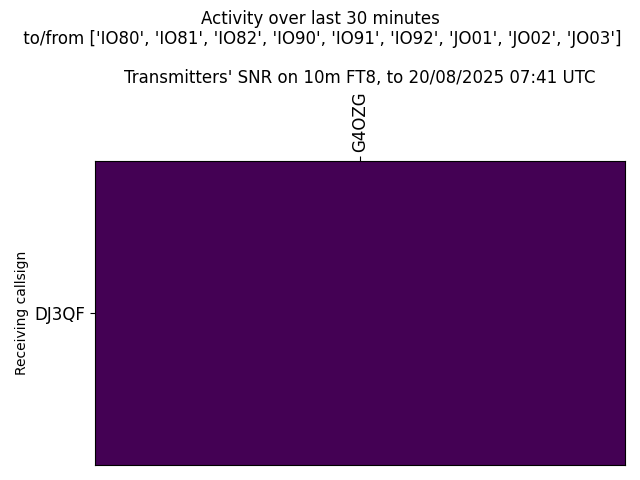 Activity over last 30 minutes
to/from ['IO80', 'IO81', 'IO82', 'IO90', 'IO91', 'IO92', 'JO01', 'JO02', 'JO03']
Transmitters' SNR on 10m FT8, to 20/08/2025 07:41 UTC
G4OZG
Receiving callsign
DJ3QF